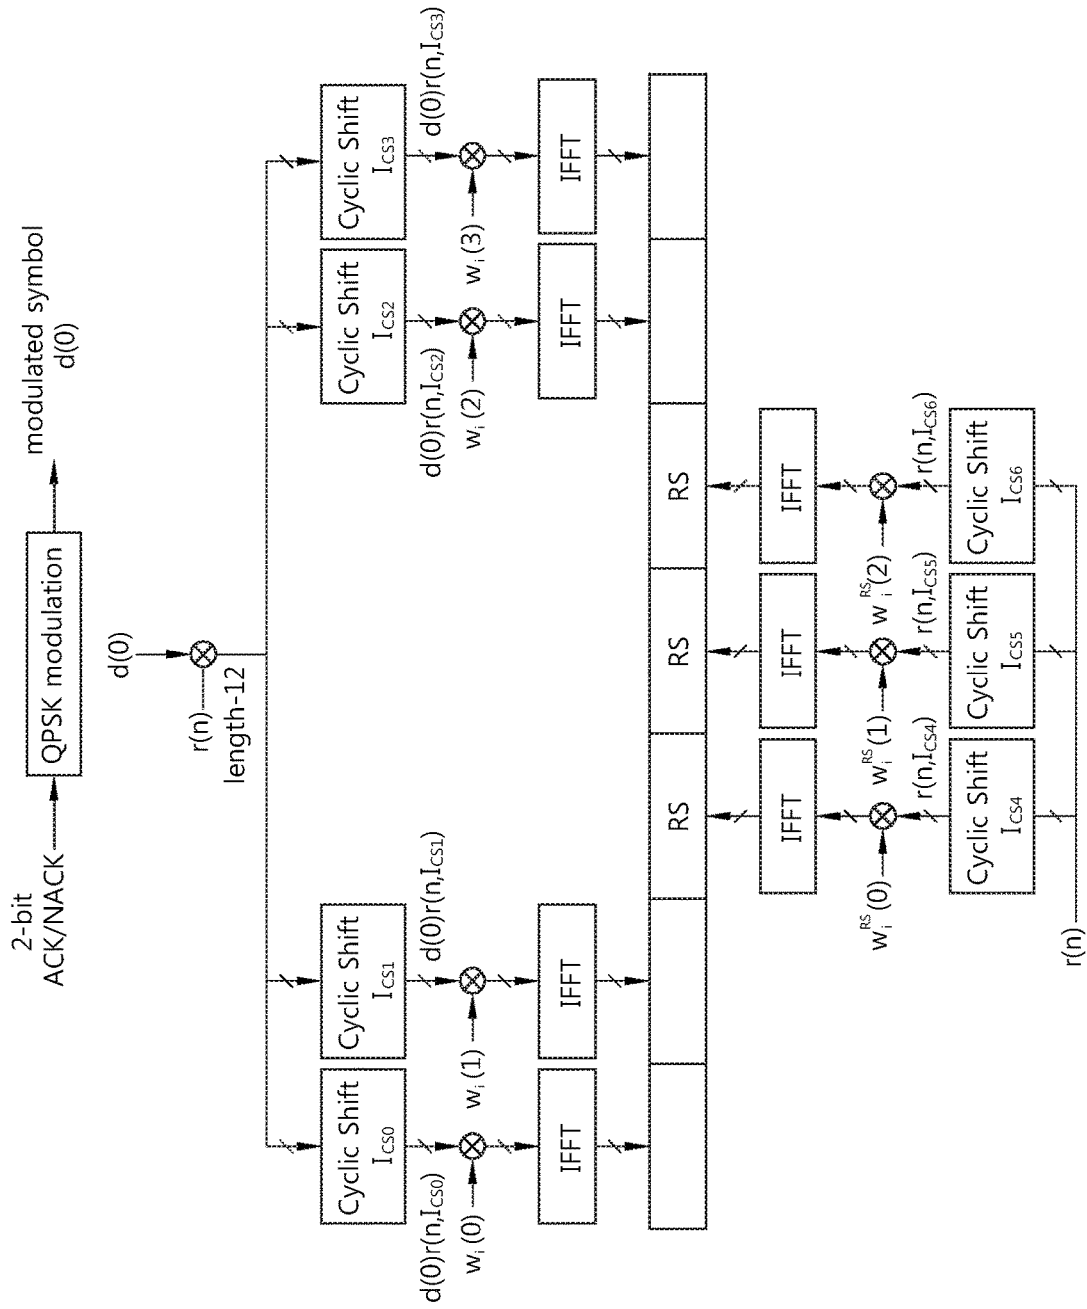 2-bit
ACK/NACK
QPSK modulation
modulated symbol
d(0)
d(0)
r(n)
length-12
Cyclic Shift
I_CS0
Cyclic Shift
I_CS1
Cyclic Shift
I_CS2
Cyclic Shift
I_CS3
d(0)r(n,I_CS0)
d(0)r(n,I_CS1)
d(0)r(n,I_CS2)
d(0)r(n,I_CS3)
w_i(0)
w_i(1)
w_i(2)
w_i(3)
IFFT
IFFT
IFFT
IFFT
RS
RS
RS
IFFT
IFFT
IFFT
w_i^RS(0)
w_i^RS(1)
w_i^RS(2)
r(n,I_CS4)
r(n,I_CS5)
r(n,I_CS6)
Cyclic Shift
I_CS4
Cyclic Shift
I_CS5
Cyclic Shift
I_CS6
r(n)